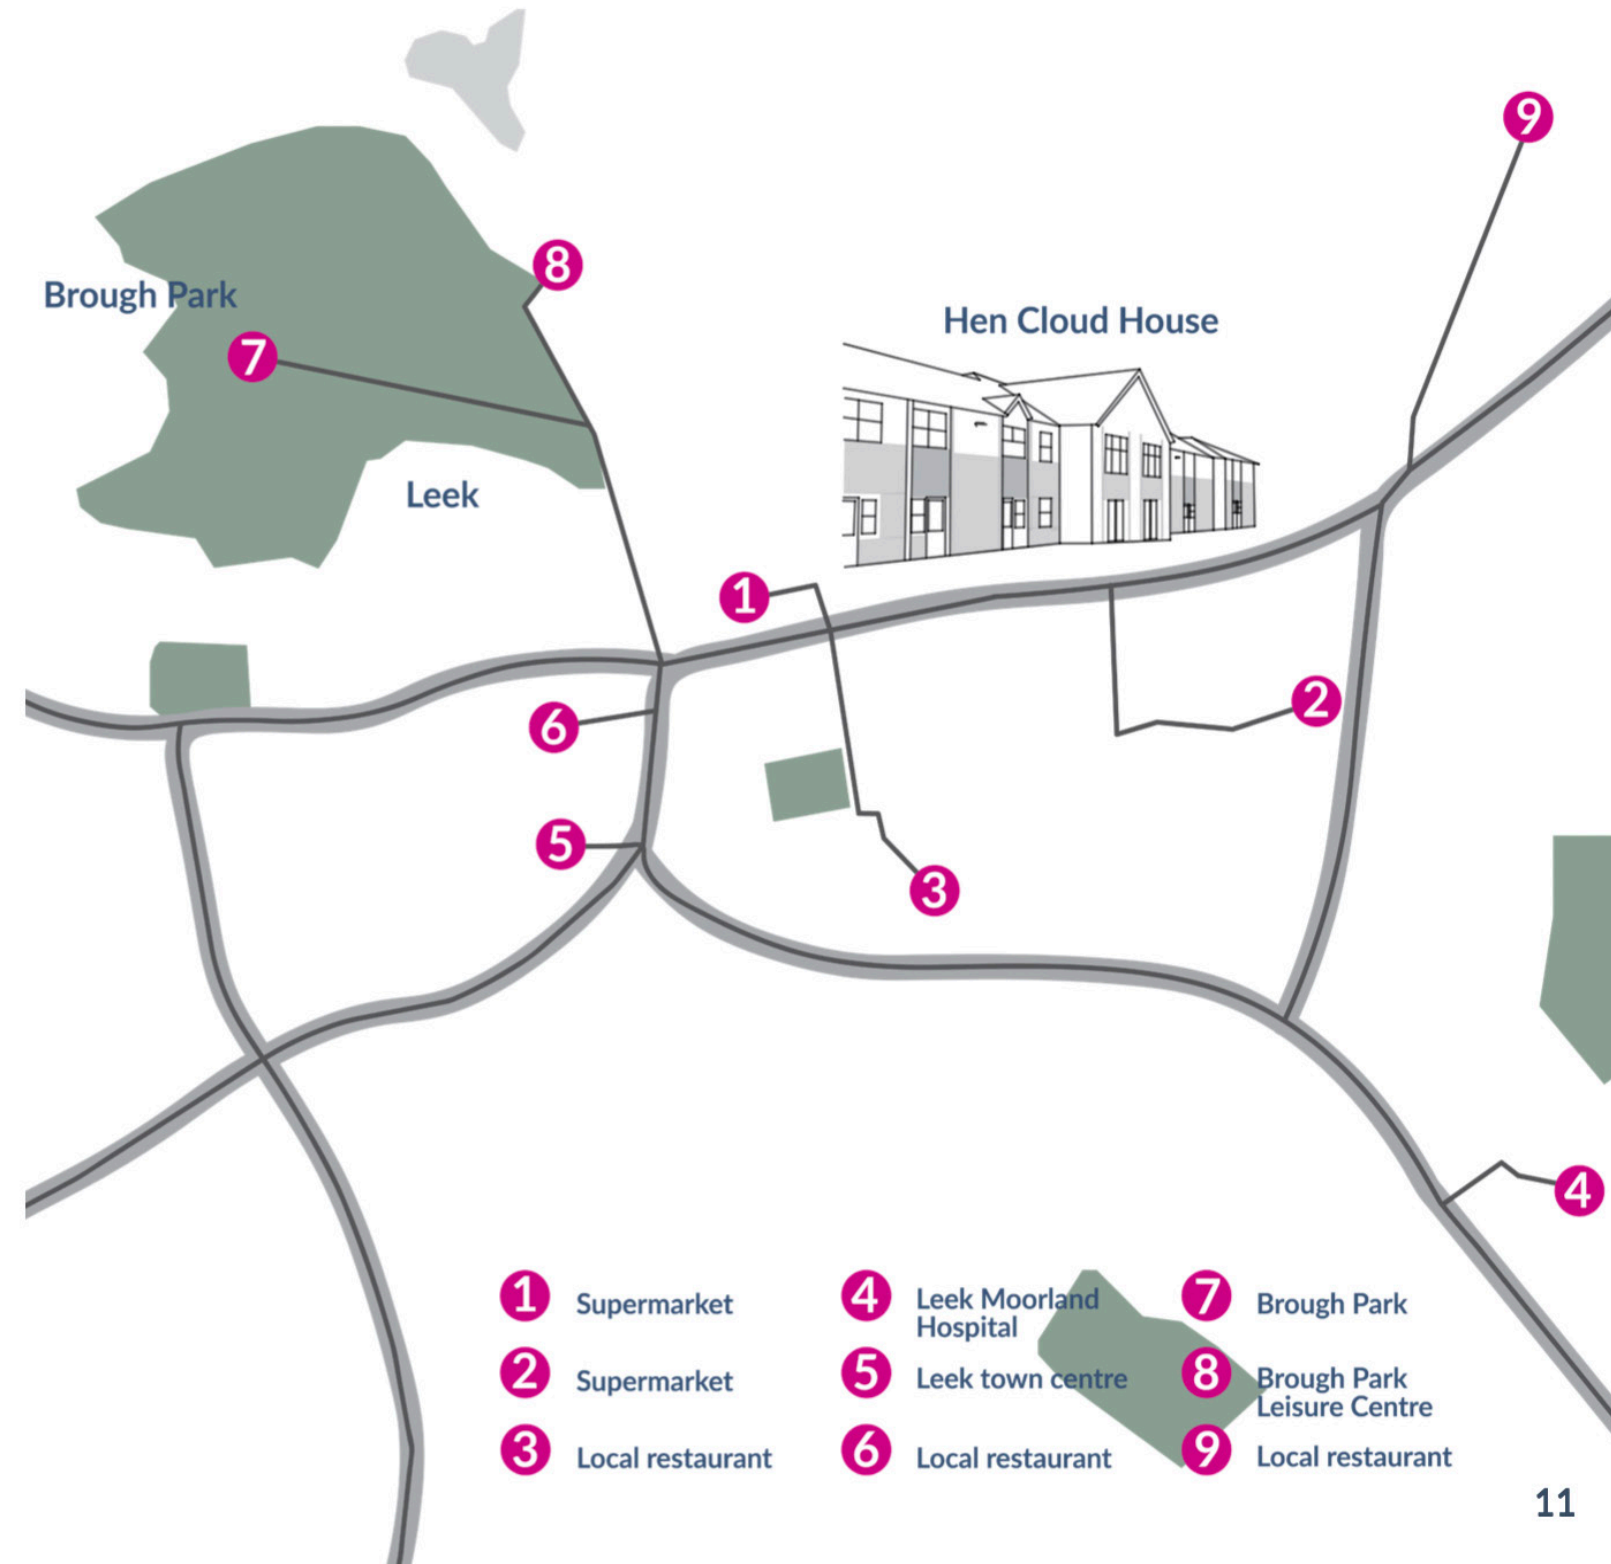 9
8
Brough Park
Hen Cloud House
7
Leek
1
2
6
5
3
4
1 Supermarket
2 Supermarket
3 Local restaurant
4 Leek Moorland
Hospital
5 Leek town centre
6 Local restaurant
7 Brough Park
8 Brough Park
Leisure Centre
9 Local restaurant
11